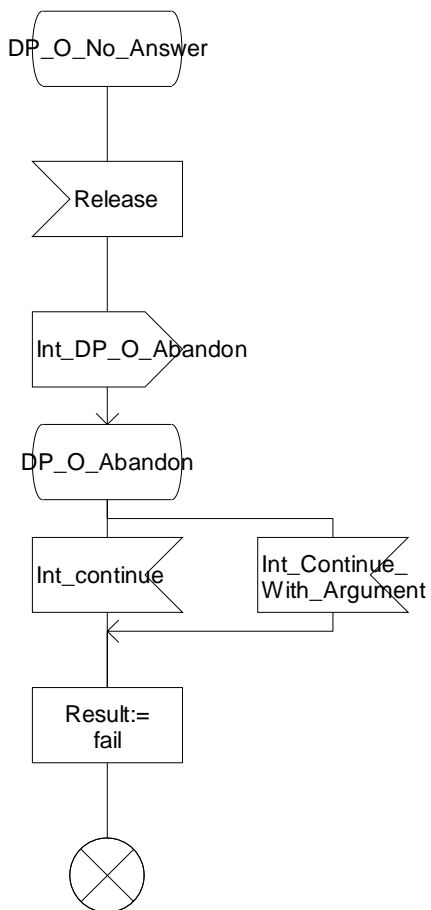 DP_O_No_Answer
Release
Int_DP_O_Abandon
DP_O_Abandon
Int_continue
Int_Continue_
With_Argument
Result:=
fail